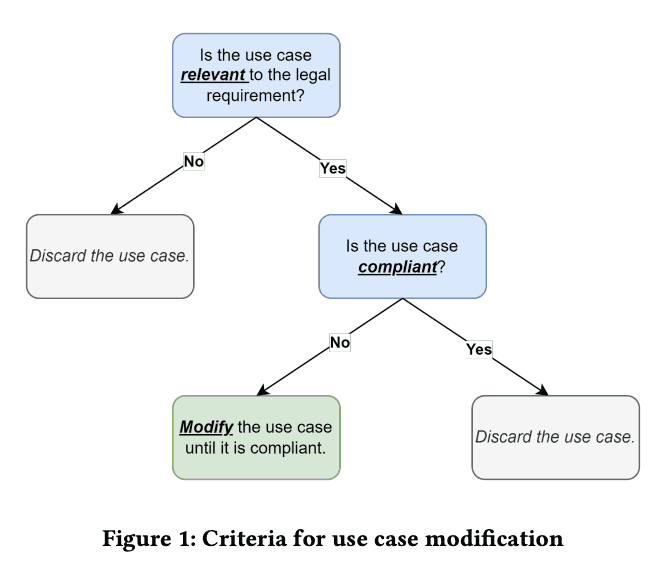 Is the use case
relevant to the legal
requirement?
No
Yes
Discard the use case.
Is the use case
compliant?
No
Yes
Modify the use case
until it is compliant.
Discard the use case.
Figure 1: Criteria for use case modification